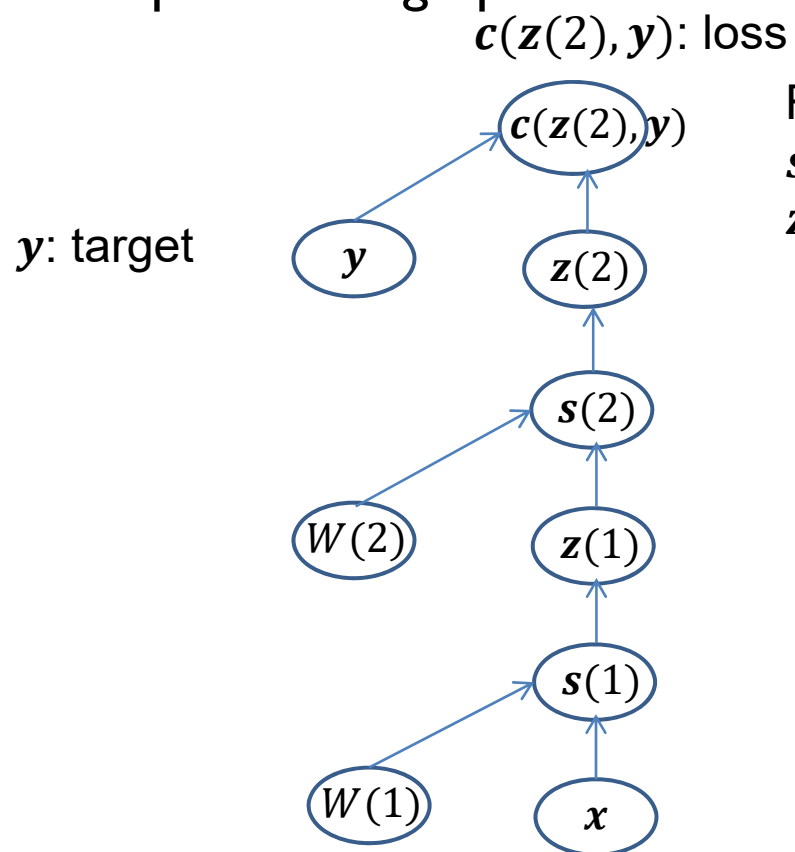 c(z(2), y): loss
c(z(2), y)
y: target
y
z(2)
s(2)
W(2)
z(1)
s(1)
W(1)
x